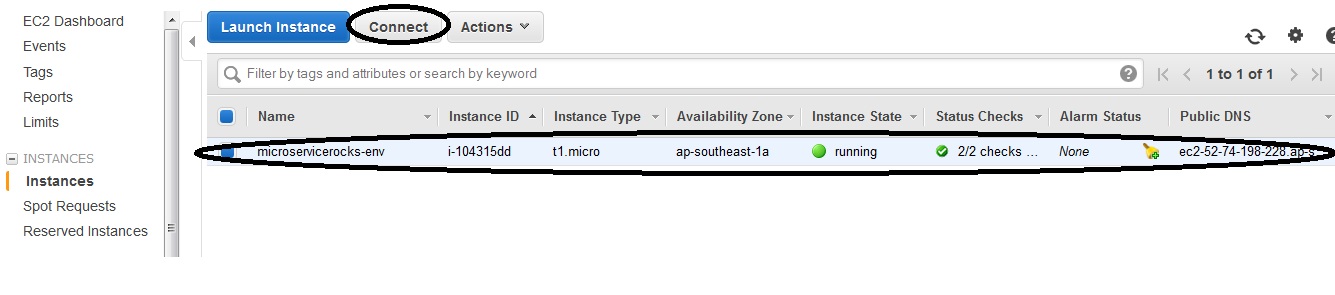 EC2 Dashboard
Events
Tags
Reports
Limits
INSTANCES
Instances
Spot Requests
Reserved Instances
Launch Instance Connect Actions
Filter by tags and attributes or search by keyword ? 1 to 1 of 1
Name Instance ID Instance Type Availability Zone Instance State Status Checks Alarm Status Public DNS
microservicerocks-env i-104315dd t1.micro ap-southeast-1a running 2/2 checks ... None ec2-52-74-198-228.ap-s